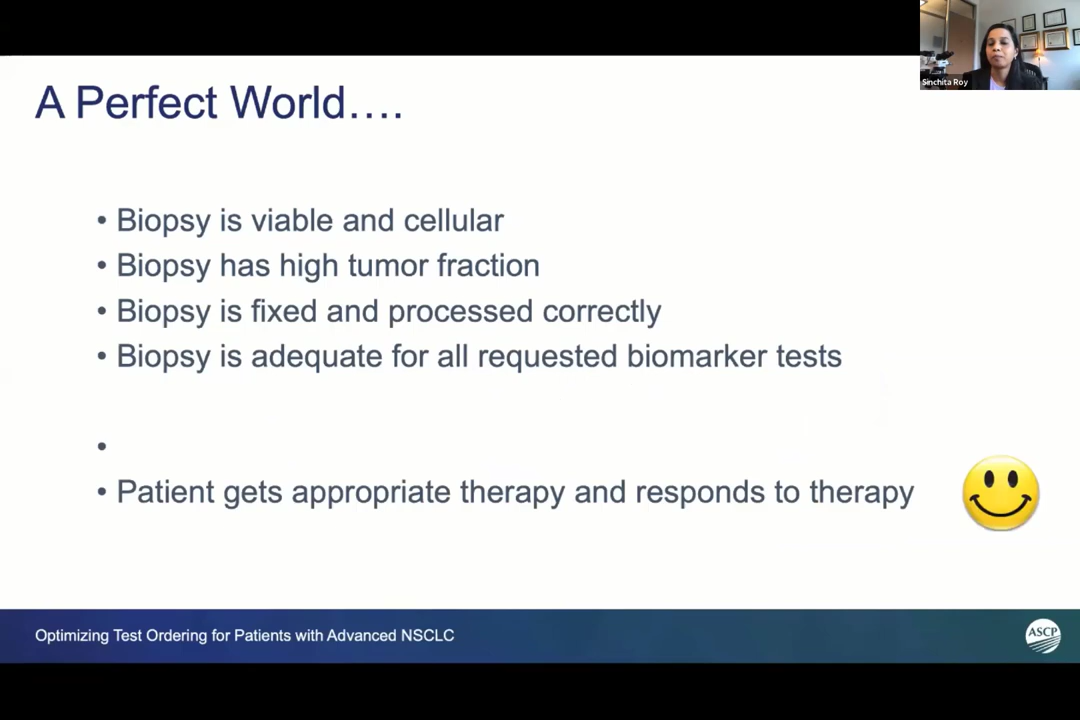 Sinchita Roy
A Perfect World....
• Biopsy is viable and cellular
• Biopsy has high tumor fraction
• Biopsy is fixed and processed correctly
• Biopsy is adequate for all requested biomarker tests
•
• Patient gets appropriate therapy and responds to therapy
Optimizing Test Ordering for Patients with Advanced NSCLC
ASCP